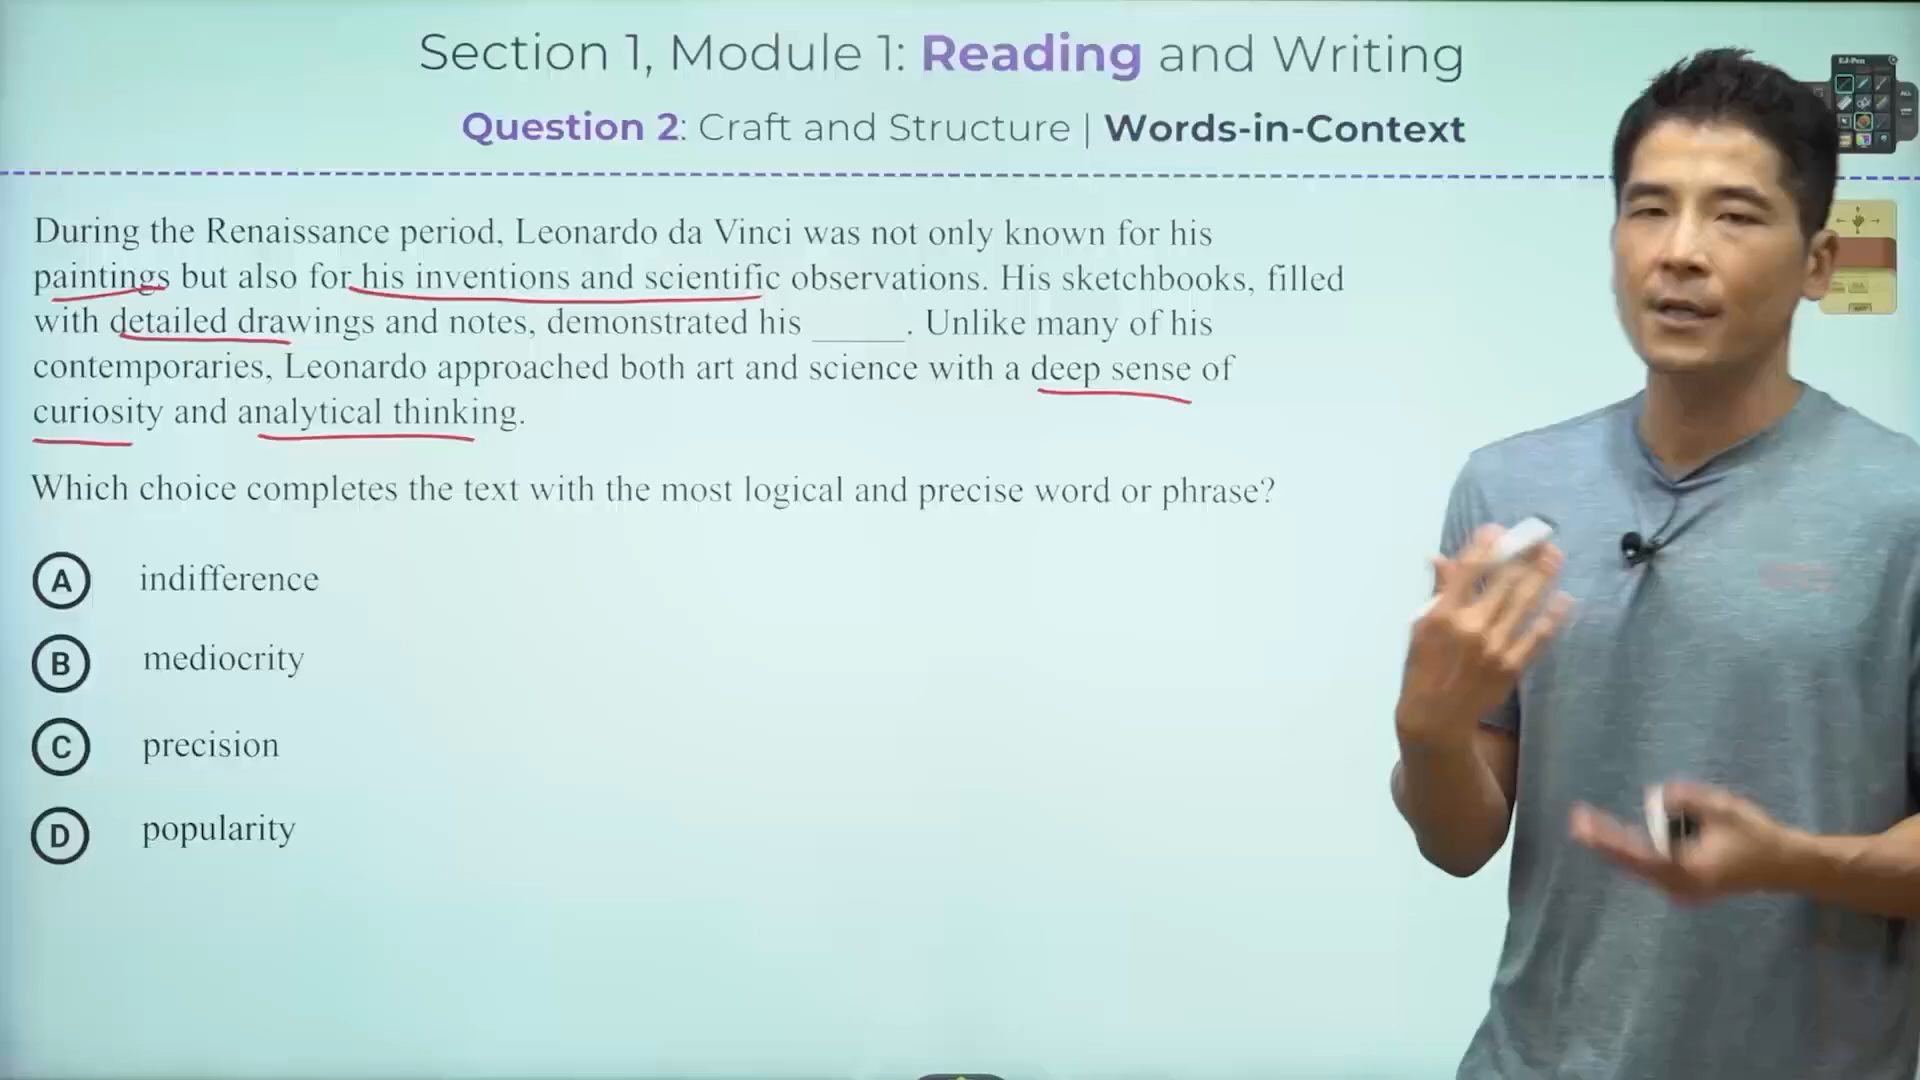 Section 1, Module 1: Reading and Writing
Question 2: Craft and Structure | Words-in-Context
During the Renaissance period, Leonardo da Vinci was not only known for his
paintings but also for his inventions and scientific observations. His sketchbooks, filled
with detailed drawings and notes, demonstrated his ______. Unlike many of his
contemporaries, Leonardo approached both art and science with a deep sense of
curiosity and analytical thinking.
Which choice completes the text with the most logical and precise word or phrase?
A indifference
B mediocrity
C precision
D popularity